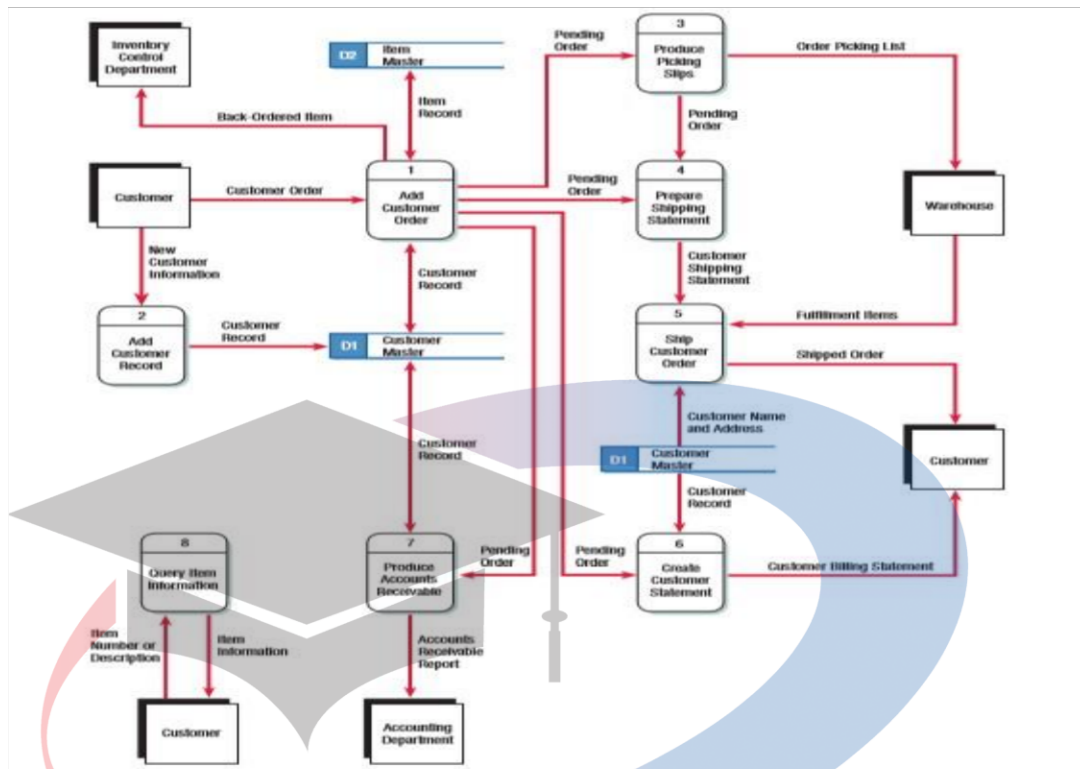 Inventory
Control
Department
D2
Item
Master
Pending
Order
3
Produce
Picking
Slips
Order Picking List
Back-Ordered Item
Item
Record
Pending
Order
Customer
Customer Order
1
Add
Customer
Order
Pending
Order
4
Prepare
Shipping
Statement
Warehouse
New
Customer
Information
Customer
Record
Customer
Shipping
Statement
2
Add
Customer
Record
Customer
Record
D1
Customer
Master
5
Ship
Customer
Order
Fulfillment Items
Shipped Order
Customer
Record
Customer Name
and Address
D1
Customer
Master
Customer
Customer
Record
8
Query Item
Information
7
Produce
Accounts
Receivable
Pending
Order
Pending
Order
6
Create
Customer
Statement
Customer Billing Statement
Item
Number or
Description
Item
Information
Accounts
Receivable
Report
Customer
Accounting
Department